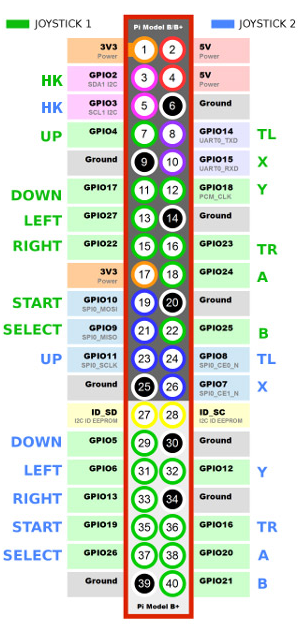 JOYSTICK 1 JOYSTICK 2
Pi Model B/B+
3V3 Power 1 2 5V Power
HK GPIO2 SDA1 I2C 3 4 5V Power
HK GPIO3 SCL1 I2C 5 6 Ground
UP GPIO4 7 8 GPIO14 UART0_TXD TL
Ground 9 10 GPIO15 UART0_RXD X
DOWN GPIO17 11 12 GPIO18 PCM_CLK Y
LEFT GPIO27 13 14 Ground
RIGHT GPIO22 15 16 GPIO23 TR
3V3 Power 17 18 GPIO24 A
START GPIO10 SPI0_MOSI 19 20 Ground
SELECT GPIO9 SPI0_MISO 21 22 GPIO25 B
UP GPIO11 SPI0_SCLK 23 24 GPIO8 SPI0_CE0_N TL
Ground 25 26 GPIO7 SPI0_CE1_N X
ID_SD I2C ID EEPROM 27 28 ID_SC I2C ID EEPROM
DOWN GPIO5 29 30 Ground
LEFT GPIO6 31 32 GPIO12 Y
RIGHT GPIO13 33 34 Ground
START GPIO19 35 36 GPIO16 TR
SELECT GPIO26 37 38 GPIO20 A
Ground 39 40 GPIO21 B
Pi Model B+